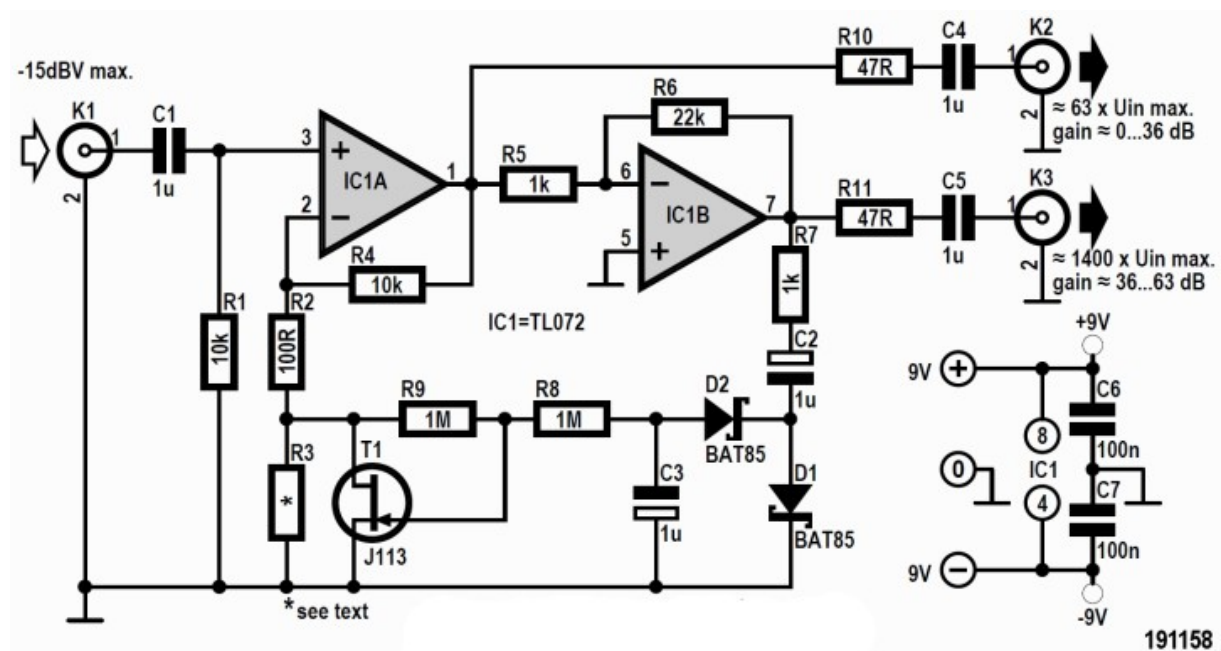 -15dBV max.
K1
1
2
C1
1u
3
+
2
−
IC1A
1
R1
10k
R2
100R
R3
*
*see text
R4
10k
R5
1k
R6
22k
6
−
5
+
IC1B
7
IC1=TL072
R7
1k
C2
1u
R9
1M
R8
1M
T1
J113
C3
1u
D2
BAT85
D1
BAT85
R10
47R
C4
1u
K2
1
2
≈ 63 x Uin max.
gain ≈ 0...36 dB
R11
47R
C5
1u
K3
1
2
≈ 1400 x Uin max.
gain ≈ 36...63 dB
+9V
9V
+
C6
100n
8
0
IC1
4
C7
100n
9V
−
-9V
191158